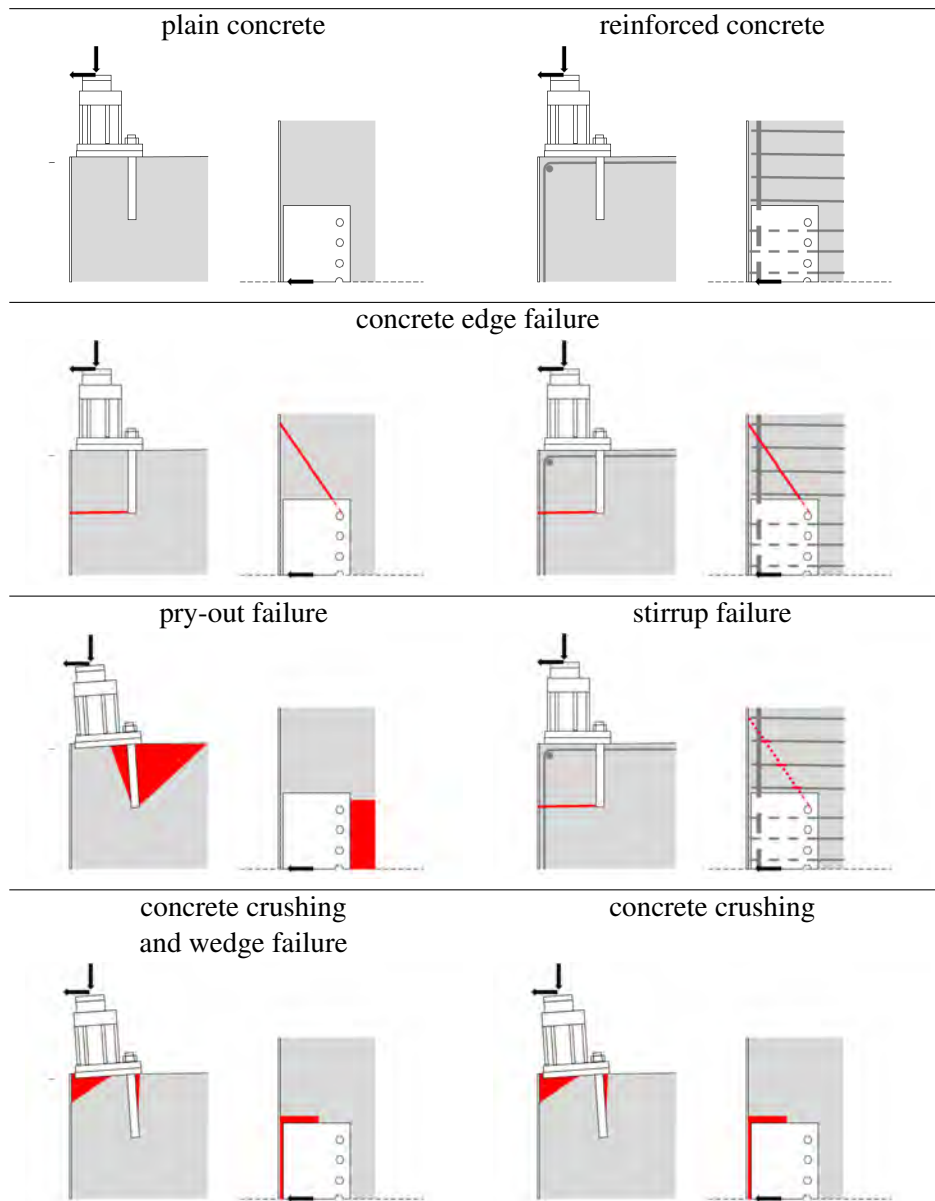 plain concrete
reinforced concrete
concrete edge failure
pry-out failure
stirrup failure
concrete crushing
and wedge failure
concrete crushing